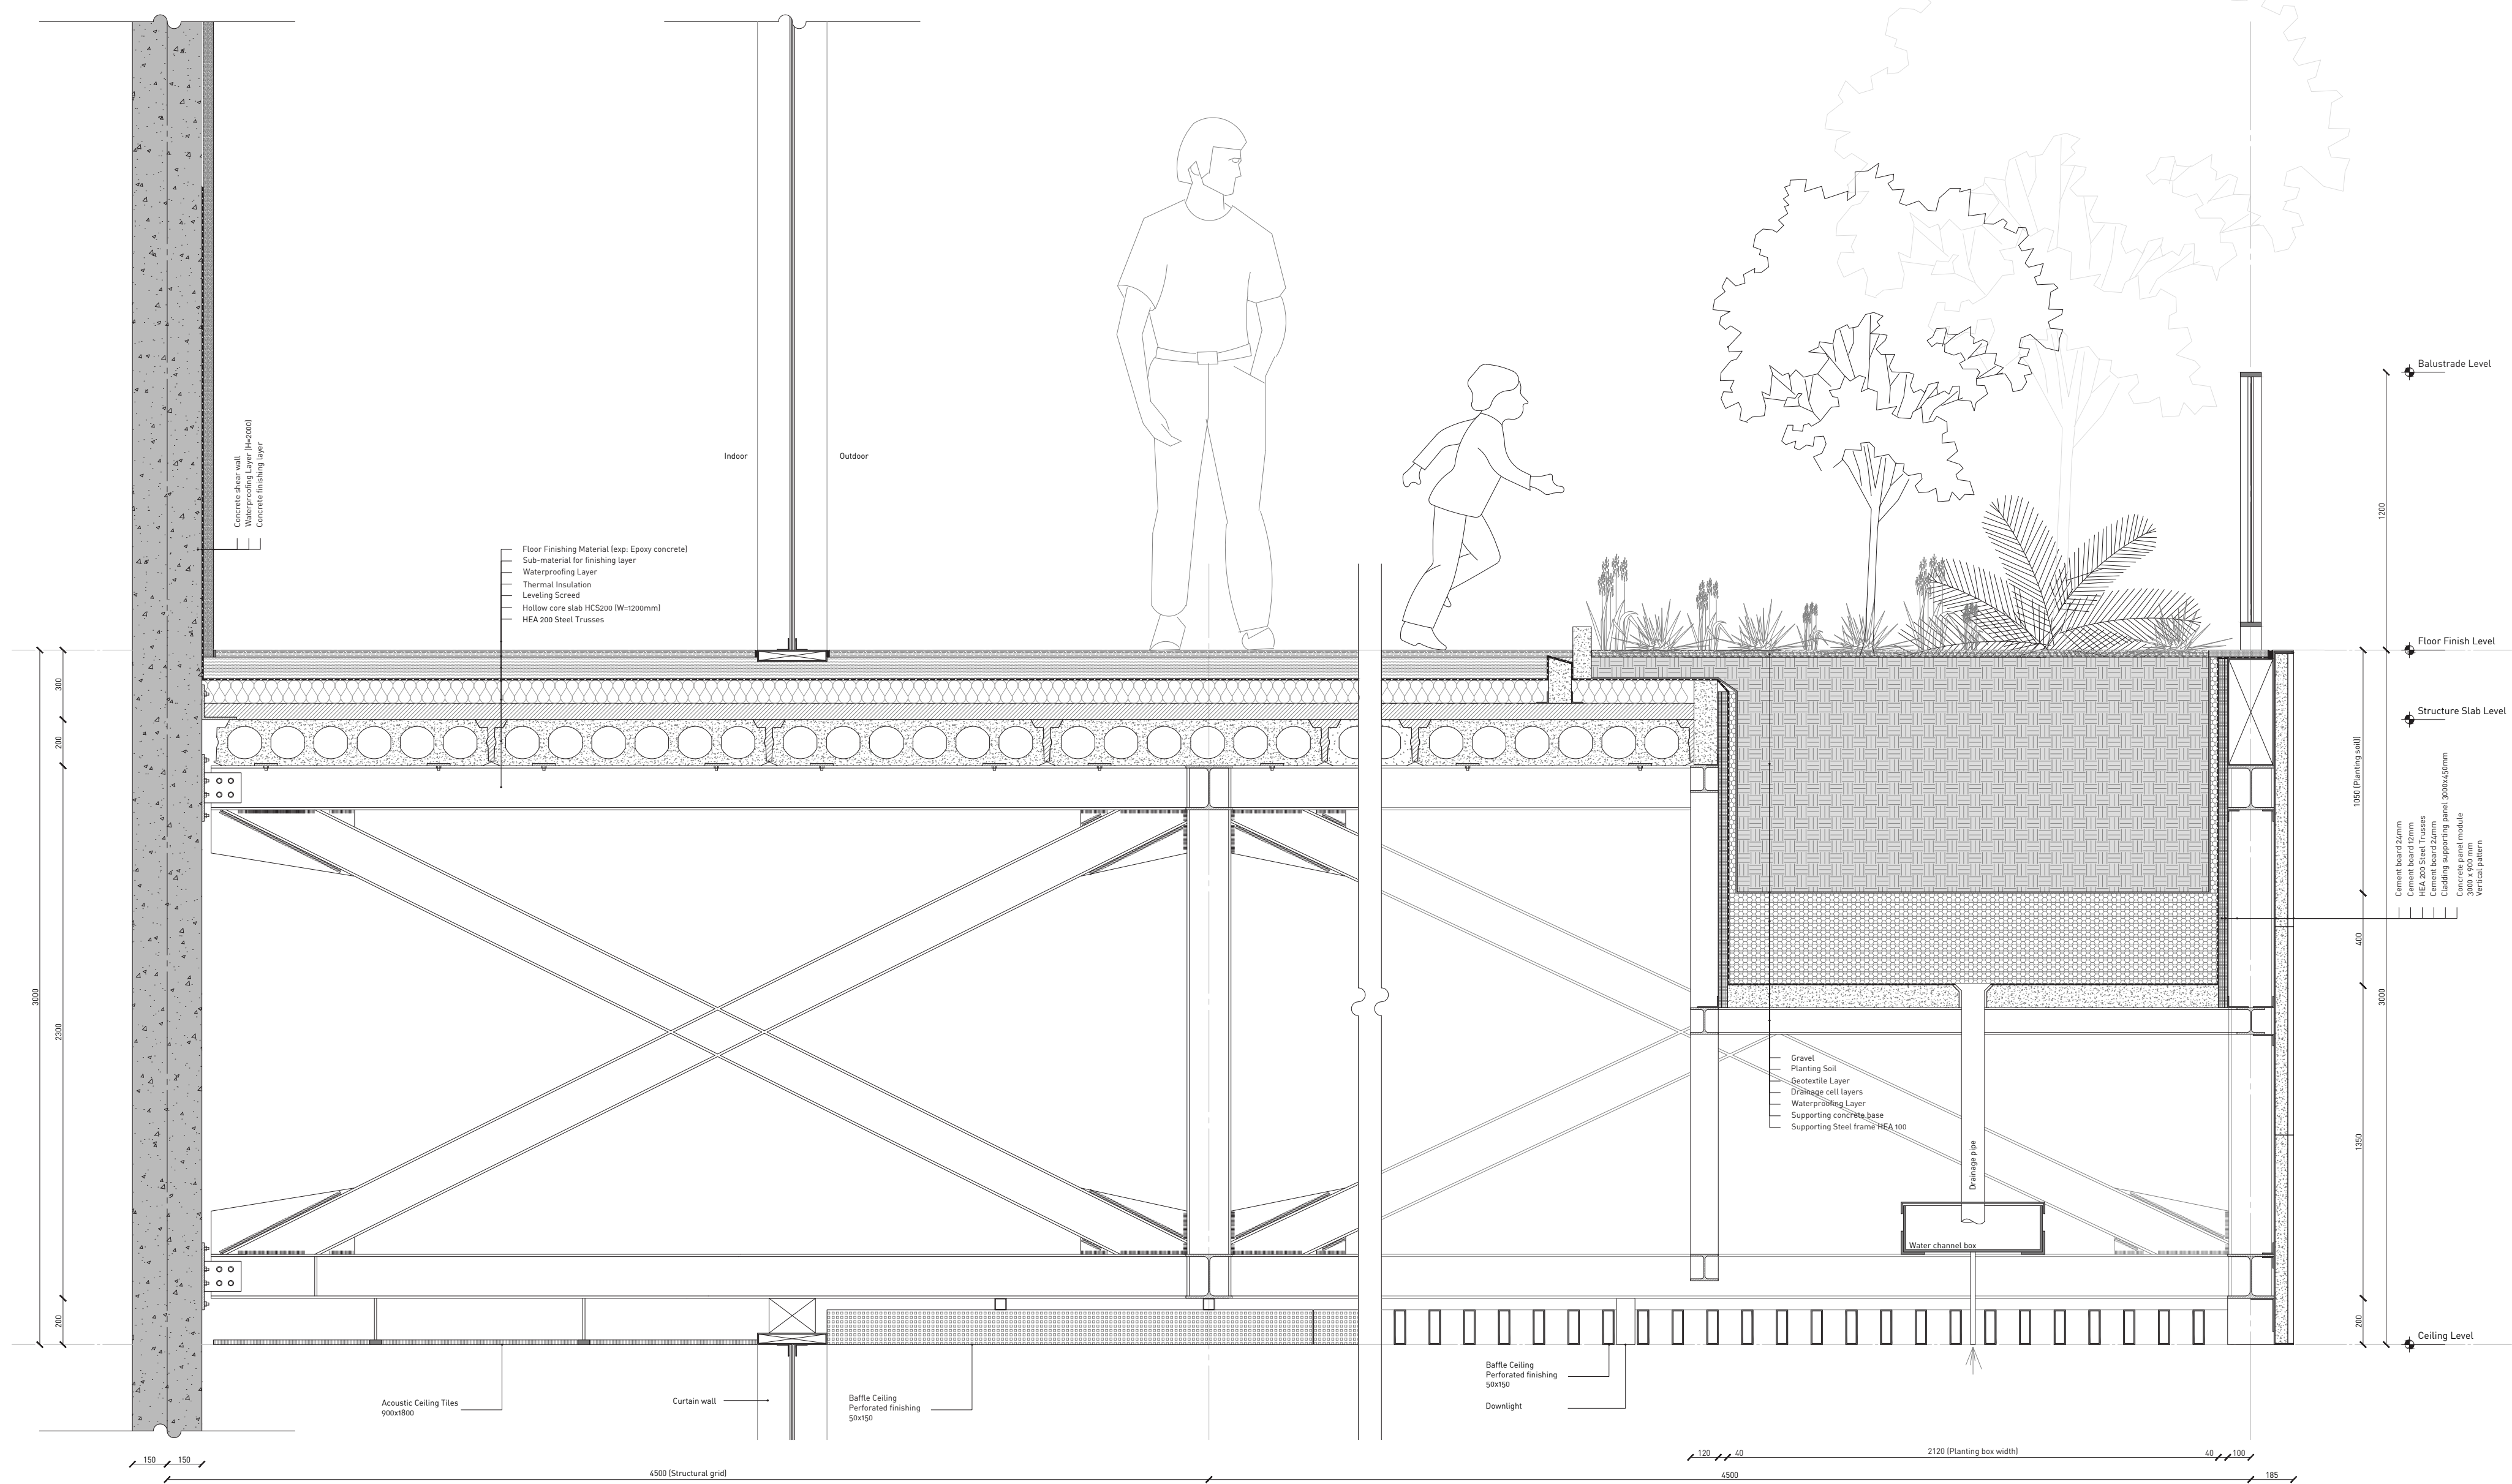 Concrete shear wall
Waterproofing Layer (H=2000)
Concrete finishing layer
Indoor
Outdoor
Floor Finishing Material (exp: Epoxy concrete)
Sub-material for finishing layer
Waterproofing Layer
Thermal Insulation
Leveling Screed
Hollow core slab HCS200 (W=1200mm)
HEA 200 Steel Trusses
Balustrade Level
1200
Floor Finish Level
Structure Slab Level
300
200
3000
2300
200
1050 (Planting soil))
400
3000
1350
200
Cement board 24mm
Cement board 12mm
HEA 200 Steel Trusses
Cement board 24mm
Cladding supporting panel 3000x450mm
Concrete panel module
3000 x 900 mm
Vertical pattern
Gravel
Planting Soil
Geotextile Layer
Drainage cell layers
Waterproofing Layer
Supporting concrete base
Supporting Steel frame HEA 100
Drainage pipe
Water channel box
Ceiling Level
Acoustic Ceiling Tiles
900x1800
Curtain wall
Baffle Ceiling
Perforated finishing
50x150
Baffle Ceiling
Perforated finishing
50x150
Downlight
150
150
4500 (Structural grid)
120
40
2120 (Planting box width)
40
100
4500
185